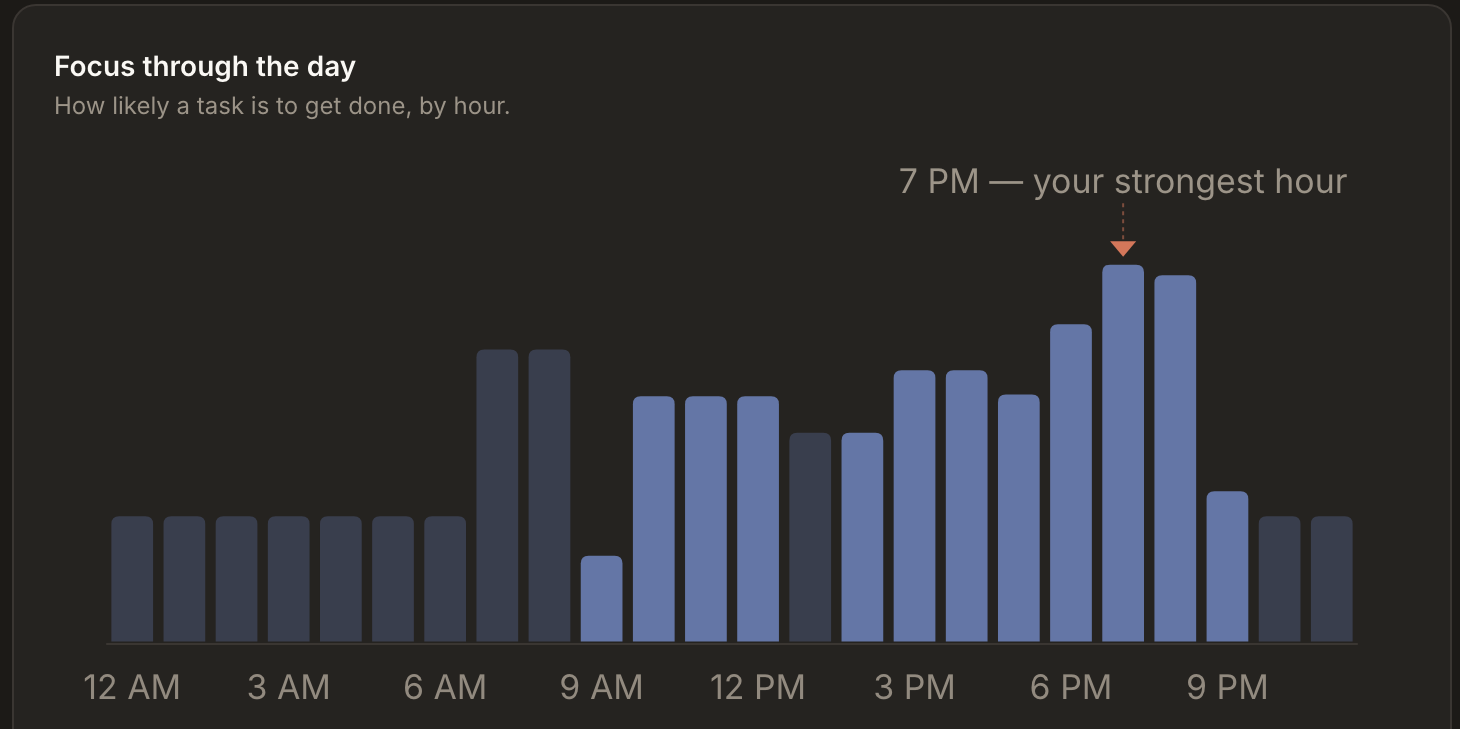 Focus through the day
How likely a task is to get done, by hour.
7 PM — your strongest hour
12 AM 3 AM 6 AM 9 AM 12 PM 3 PM 6 PM 9 PM